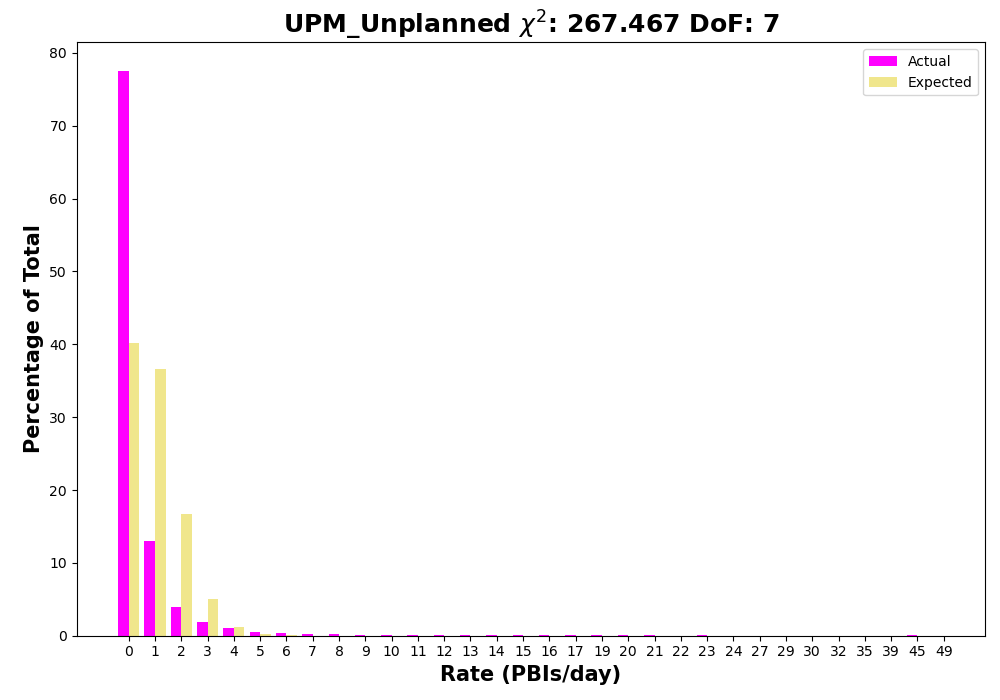 UPM_Unplanned χ²: 267.467 DoF: 7
Actual
Expected
80
70
60
50
40
30
20
10
0
Percentage of Total
0 1 2 3 4 5 6 7 8 9 10 11 12 13 14 15 16 17 19 20 21 22 23 24 27 29 30 32 35 39 45 49
Rate (PBIs/day)